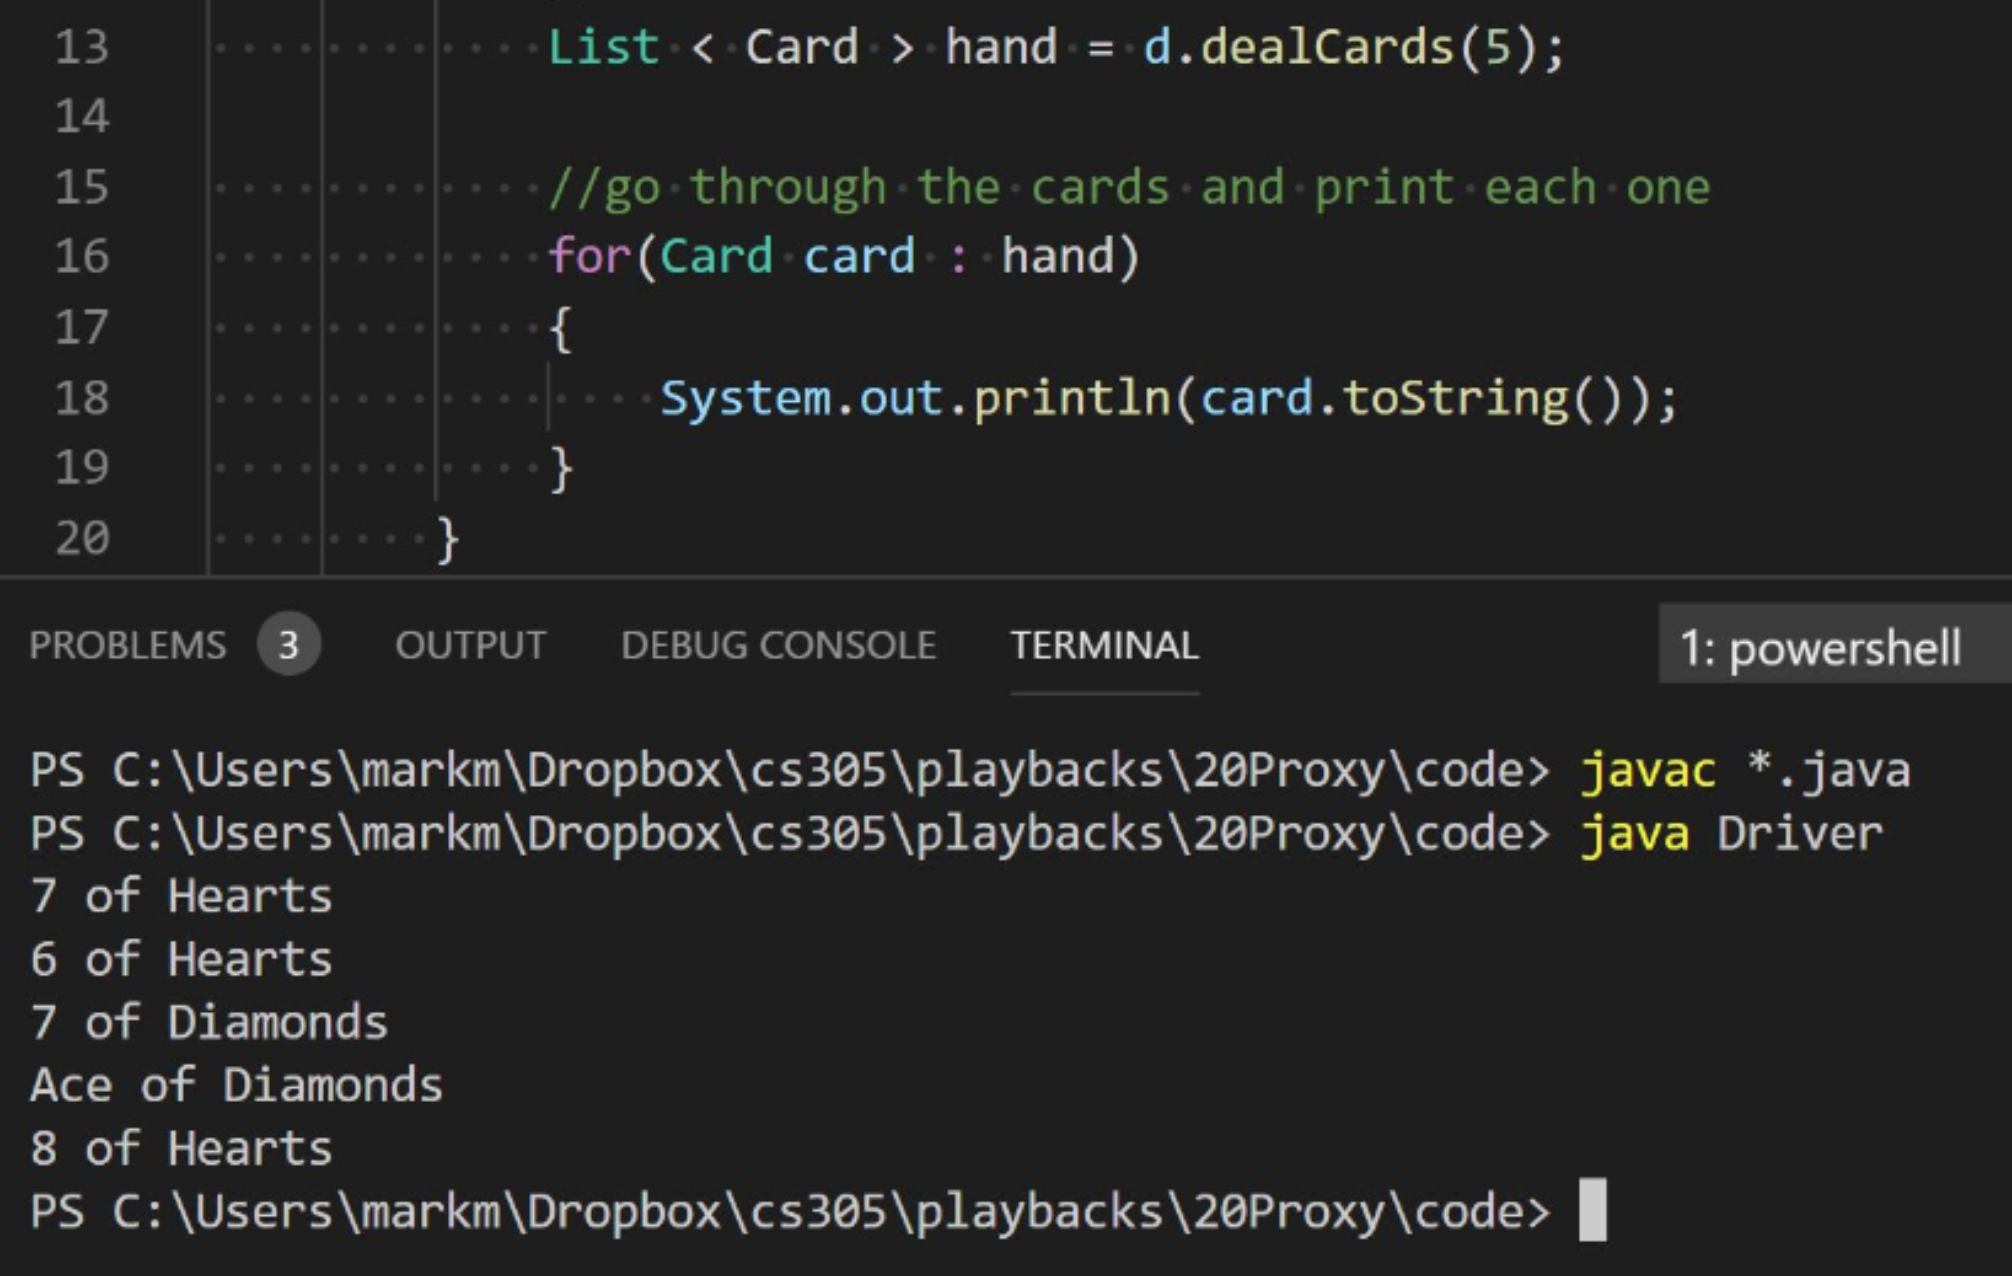 13 List < Card > hand = d.dealCards(5);
14
15 //go through the cards and print each one
16 for(Card card : hand)
17 {
18 System.out.println(card.toString());
19 }
20 }
PROBLEMS 3 OUTPUT DEBUG CONSOLE TERMINAL 1: powershell
PS C:\Users\markm\Dropbox\cs305\playbacks\20Proxy\code> javac *.java
PS C:\Users\markm\Dropbox\cs305\playbacks\20Proxy\code> java Driver
7 of Hearts
6 of Hearts
7 of Diamonds
Ace of Diamonds
8 of Hearts
PS C:\Users\markm\Dropbox\cs305\playbacks\20Proxy\code>